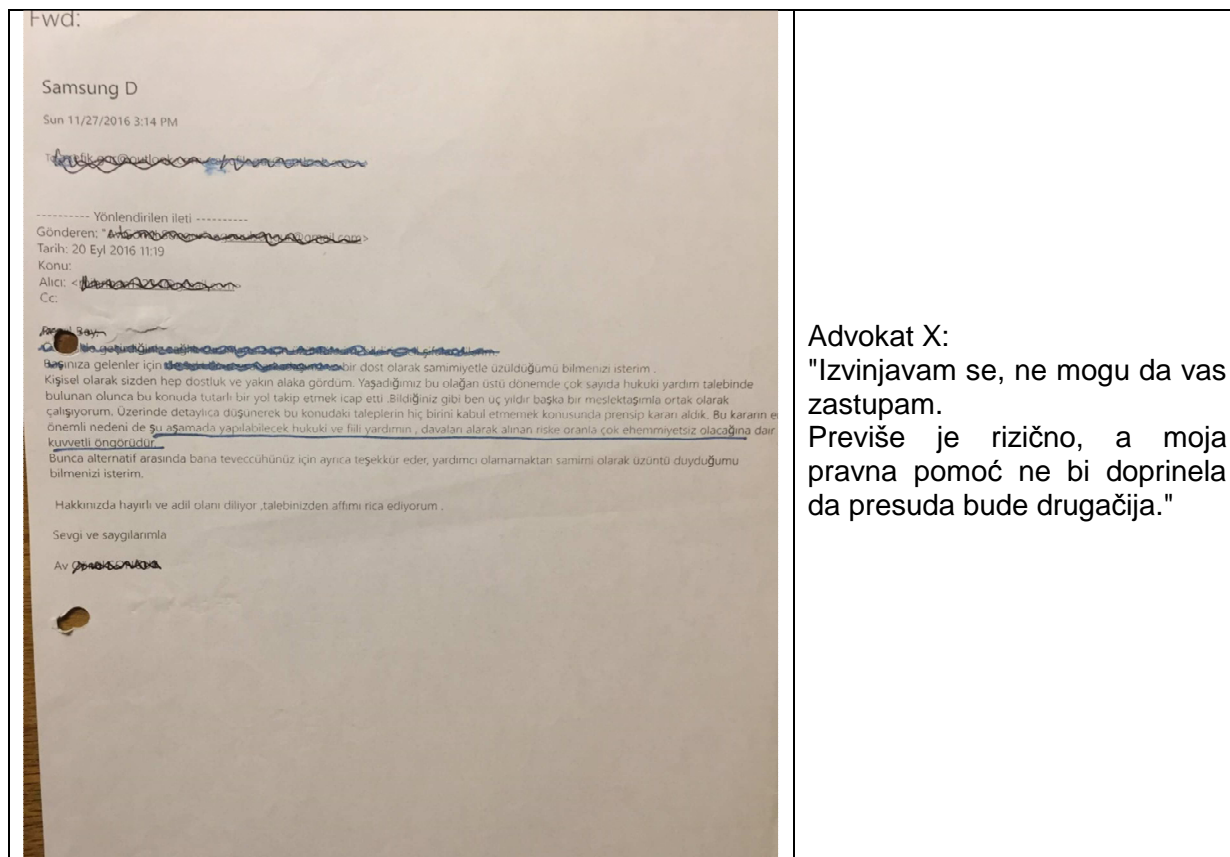 Fwd:
Samsung D
Sun 11/27/2016 3:14 PM
---------- Yönlendirilen ileti ----------
Gönderen: "
Tarih: 20 Eyl 2016 11:19
Konu:
Alıcı: <
Cc:
Bey,
Başınıza gelenler için bir dost olarak samimiyetle üzüldüğümü bilmenizi isterim .
Kişisel olarak sizden hep dostluk ve yakın alaka gördüm. Yaşadığımız bu olağan üstü dönemde çok sayıda hukuki yardım talebinde
bulunan olunca bu konuda tutarlı bir yol takip etmek icap etti .Bildiğiniz gibi ben üç yıldır başka bir meslektaşımla ortak olarak
çalışıyorum. Üzerinde detaylıca düşünerek bu konudaki taleplerin hiç birini kabul etmemek konusunda prensip kararı aldık. Bu kararın
önemli nedeni de şu aşamada yapılabilecek hukuki ve fiili yardımın , davaları alarak alınan riske oranla çok ehemmiyetsiz olacağına dair
kuvvetli öngörüdür.
Bunca alternatif arasında bana teveccühünüz için ayrıca teşekkür eder, yardımcı olamamaktan samimi olarak üzüntü duyduğumu
bilmenizi isterim.
Hakkınızda hayırlı ve adil olanı diliyor ,talebinizden affımı rica ediyorum .
Sevgi ve saygılarımla
Av
Advokat X:
"Izvinjavam se, ne mogu da vas
zastupam.
Previše je rizično, a moja
pravna pomoć ne bi doprinela
da presuda bude drugačija."